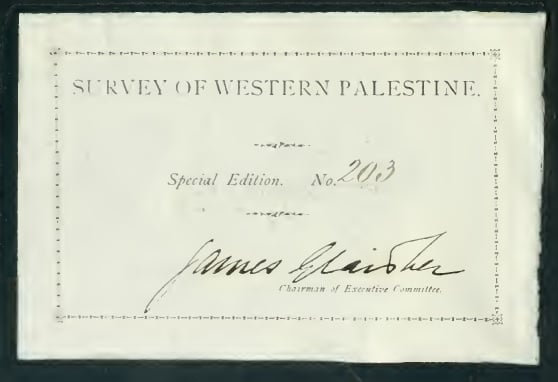 SURVEY OF WESTERN PALESTINE.
Special Edition. No. 203
James Glaisher
Chairman of Executive Committee.